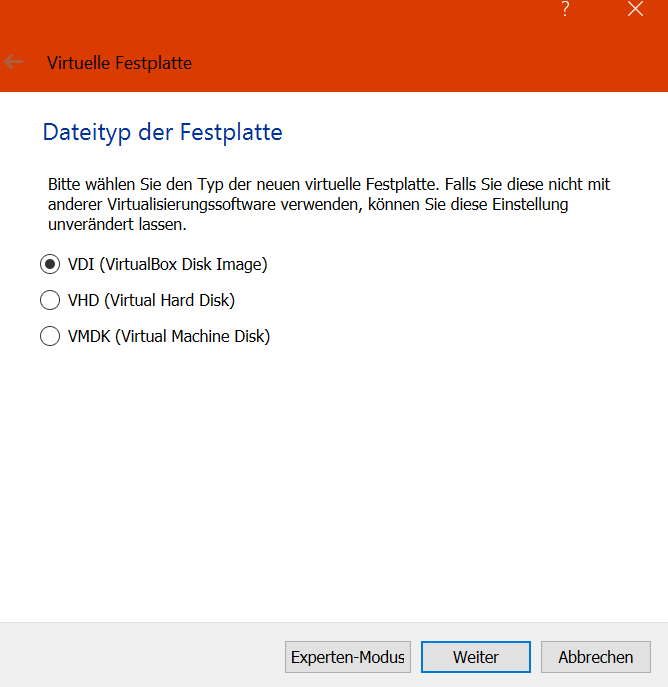 ?
Virtuelle Festplatte
Dateityp der Festplatte
Bitte wählen Sie den Typ der neuen virtuelle Festplatte. Falls Sie diese nicht mit
anderer Virtualisierungssoftware verwenden, können Sie diese Einstellung
unverändert lassen.
VDI (VirtualBox Disk Image)
VHD (Virtual Hard Disk)
VMDK (Virtual Machine Disk)
Experten-Modus
Weiter
Abbrechen